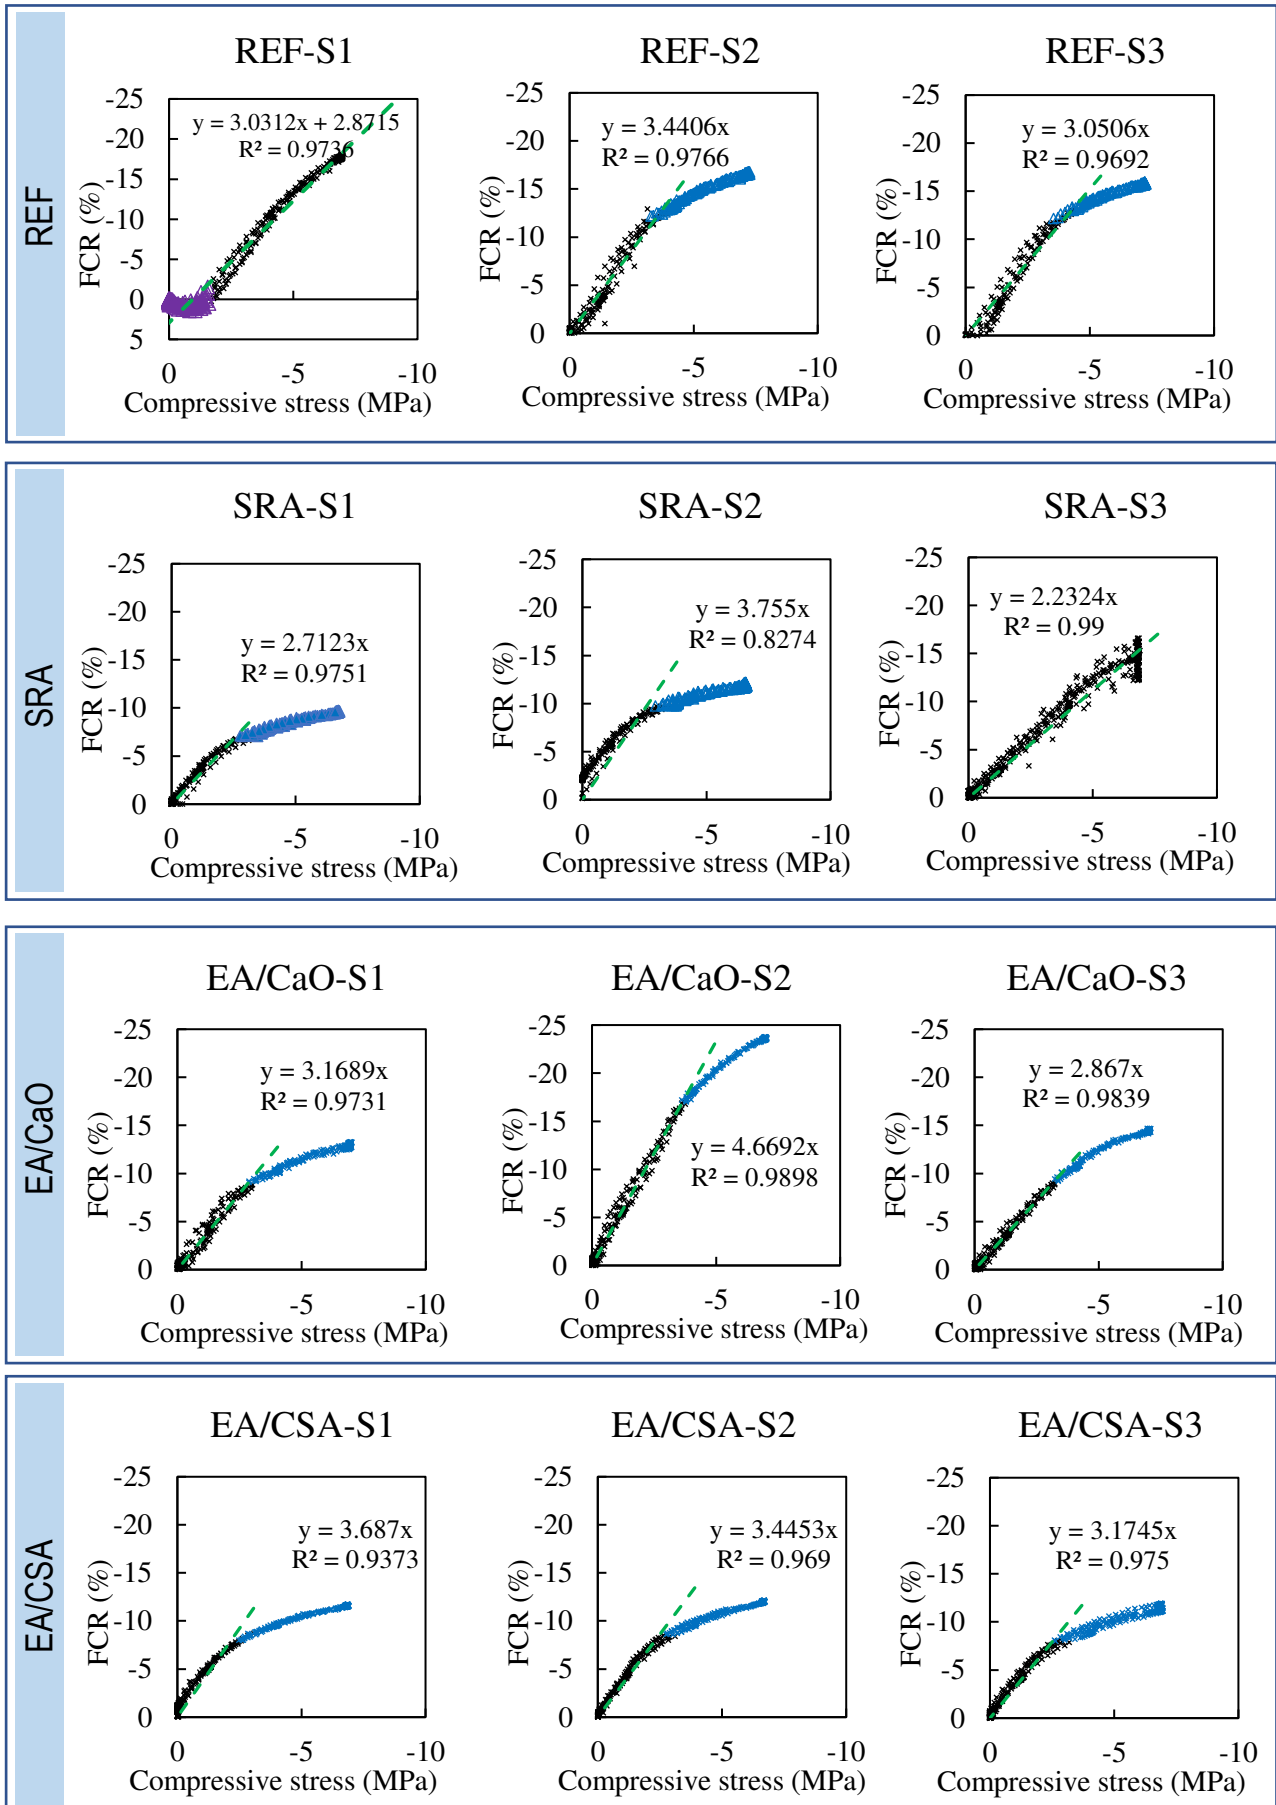 REF
REF-S1
-25
-20
-15
-10
-5
0
5
FCR (%)
y = 3.0312x + 2.8715
R² = 0.9736
0 -5 -10
Compressive stress (MPa)
REF-S2
-25
-20
-15
-10
-5
0
FCR (%)
y = 3.4406x
R² = 0.9766
0 -5 -10
Compressive stress (MPa)
REF-S3
-25
-20
-15
-10
-5
0
FCR (%)
y = 3.0506x
R² = 0.9692
0 -5 -10
Compressive stress (MPa)
SRA
SRA-S1
-25
-20
-15
-10
-5
0
FCR (%)
y = 2.7123x
R² = 0.9751
0 -5 -10
Compressive stress (MPa)
SRA-S2
-25
-20
-15
-10
-5
0
FCR (%)
y = 3.755x
R² = 0.8274
0 -5 -10
Compressive stress (MPa)
SRA-S3
-25
-20
-15
-10
-5
0
FCR (%)
y = 2.2324x
R² = 0.99
0 -5 -10
Compressive stress (MPa)
EA/CaO
EA/CaO-S1
-25
-20
-15
-10
-5
0
FCR (%)
y = 3.1689x
R² = 0.9731
0 -5 -10
Compressive stress (MPa)
EA/CaO-S2
-25
-20
-15
-10
-5
0
FCR (%)
y = 4.6692x
R² = 0.9898
0 -5 -10
Compressive stress (MPa)
EA/CaO-S3
-25
-20
-15
-10
-5
0
FCR (%)
y = 2.867x
R² = 0.9839
0 -5 -10
Compressive stress (MPa)
EA/CSA
EA/CSA-S1
-25
-20
-15
-10
-5
0
FCR (%)
y = 3.687x
R² = 0.9373
0 -5 -10
Compressive stress (MPa)
EA/CSA-S2
-25
-20
-15
-10
-5
0
FCR (%)
y = 3.4453x
R² = 0.969
0 -5 -10
Compressive stress (MPa)
EA/CSA-S3
-25
-20
-15
-10
-5
0
FCR (%)
y = 3.1745x
R² = 0.975
0 -5 -10
Compressive stress (MPa)